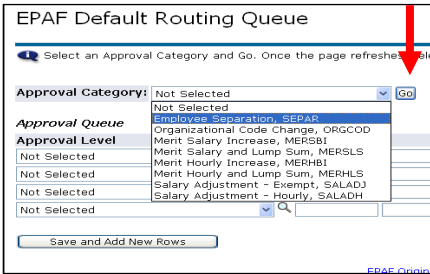 EPAF Default Routing Queue
Select an Approval Category and Go. Once the page refreshes,
Approval Category: Not Selected Go
Not Selected
Employee Separation, SEPAR
Organizational Code Change, ORGCOD
Merit Salary Increase, MERSBI
Merit Salary and Lump Sum, MERSLS
Merit Hourly Increase, MERHBI
Merit Hourly and Lump Sum, MERHLS
Salary Adjustment - Exempt, SALADJ
Salary Adjustment - Hourly, SALADH
Approval Queue
Approval Level
Not Selected
Not Selected
Not Selected
Not Selected
Save and Add New Rows
EPAF Origin